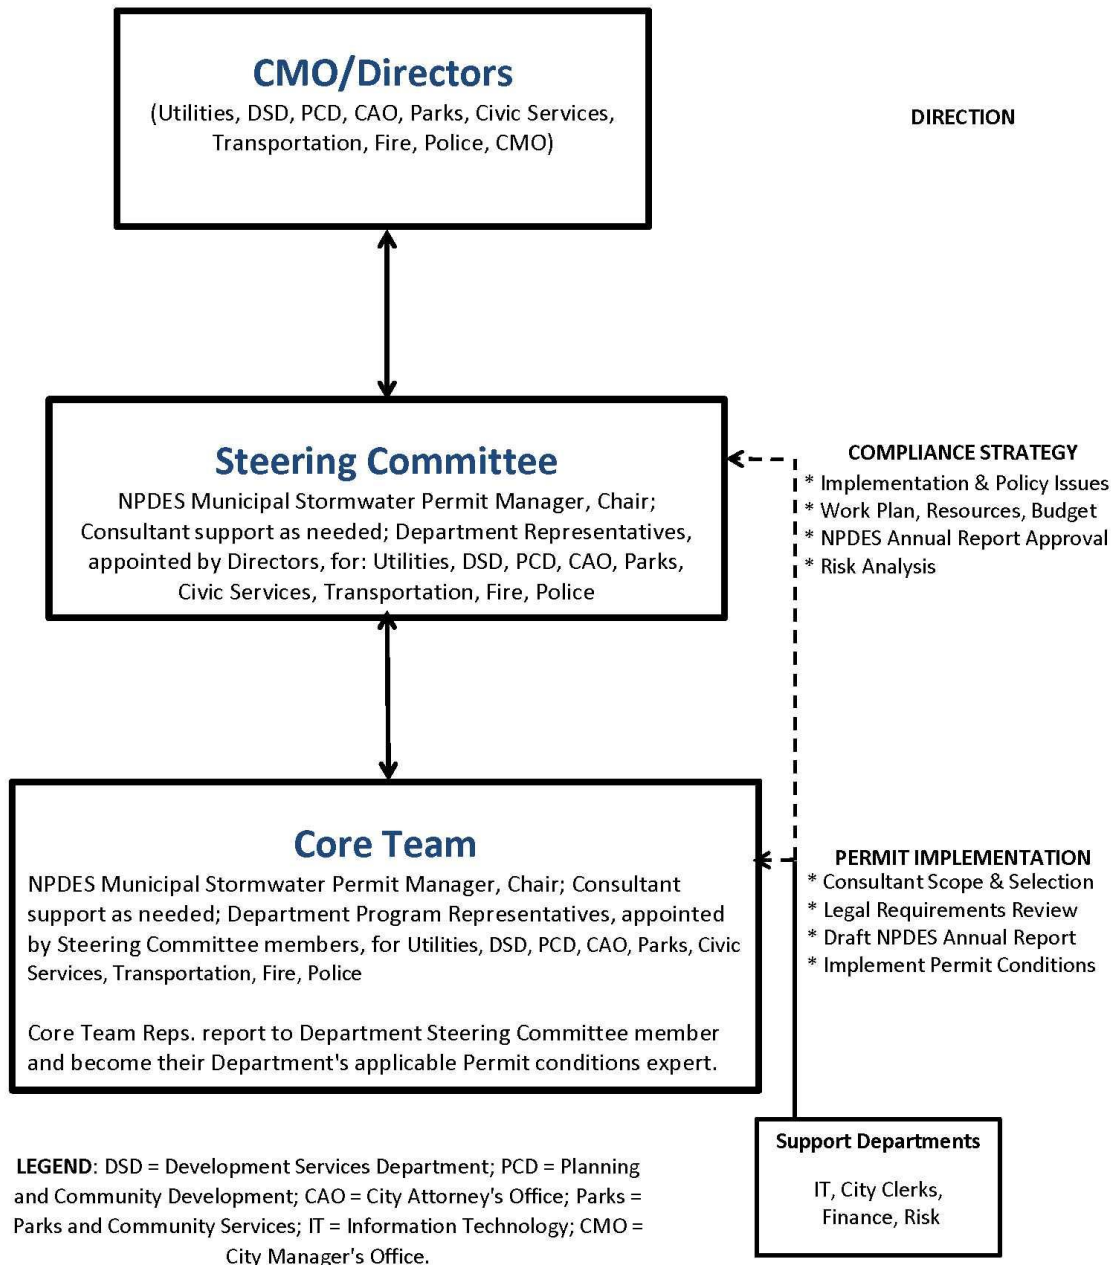 CMO/Directors
(Utilities, DSD, PCD, CAO, Parks, Civic Services,
Transportation, Fire, Police, CMO)
DIRECTION
Steering Committee
NPDES Municipal Stormwater Permit Manager, Chair;
Consultant support as needed; Department Representatives,
appointed by Directors, for: Utilities, DSD, PCD, CAO, Parks,
Civic Services, Transportation, Fire, Police
COMPLIANCE STRATEGY
* Implementation & Policy Issues
* Work Plan, Resources, Budget
* NPDES Annual Report Approval
* Risk Analysis
Core Team
NPDES Municipal Stormwater Permit Manager, Chair; Consultant
support as needed; Department Program Representatives, appointed
by Steering Committee members, for Utilities, DSD, PCD, CAO, Parks, Civic
Services, Transportation, Fire, Police
Core Team Reps. report to Department Steering Committee member
and become their Department's applicable Permit conditions expert.
PERMIT IMPLEMENTATION
* Consultant Scope & Selection
* Legal Requirements Review
* Draft NPDES Annual Report
* Implement Permit Conditions
Support Departments
IT, City Clerks,
Finance, Risk
LEGEND: DSD = Development Services Department; PCD = Planning
and Community Development; CAO = City Attorney's Office; Parks =
Parks and Community Services; IT = Information Technology; CMO =
City Manager's Office.